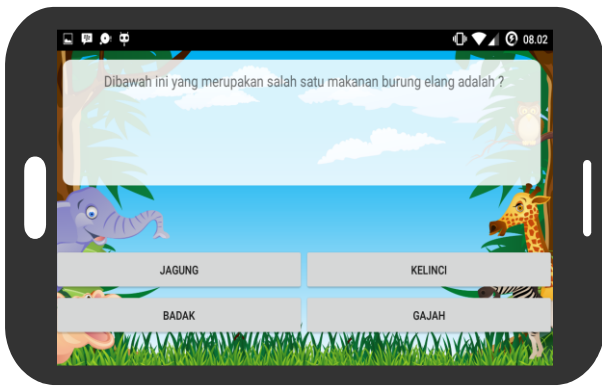 08.02
Dibawah ini yang merupakan salah satu makanan burung elang adalah ?
JAGUNG
KELINCI
BADAK
GAJAH